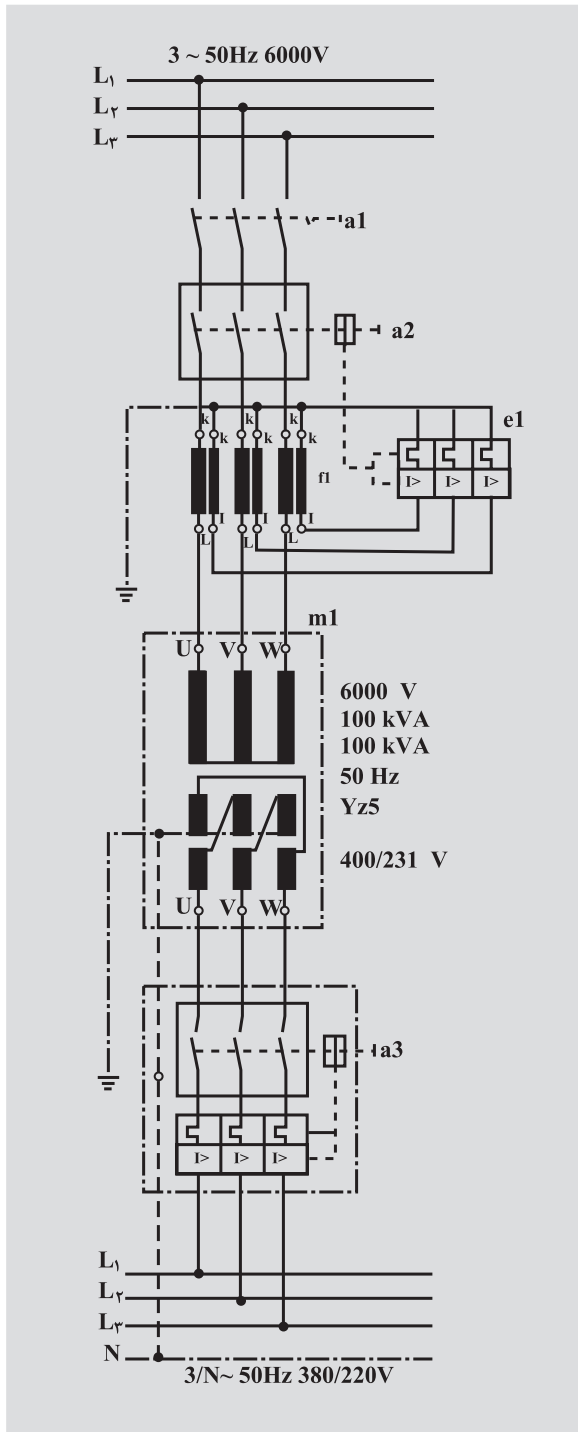 3 ~ 50Hz 6000V
L۱
L۲
L۳
a1
a2
e1
k k k
k k k
f1
I> I> I>
I I I
L L L
m1
U V W
6000 V
100 kVA
100 kVA
50 Hz
Yz5
400/231 V
U V W
a3
I> I> I>
L۱
L۲
L۳
N
3/N~ 50Hz 380/220V